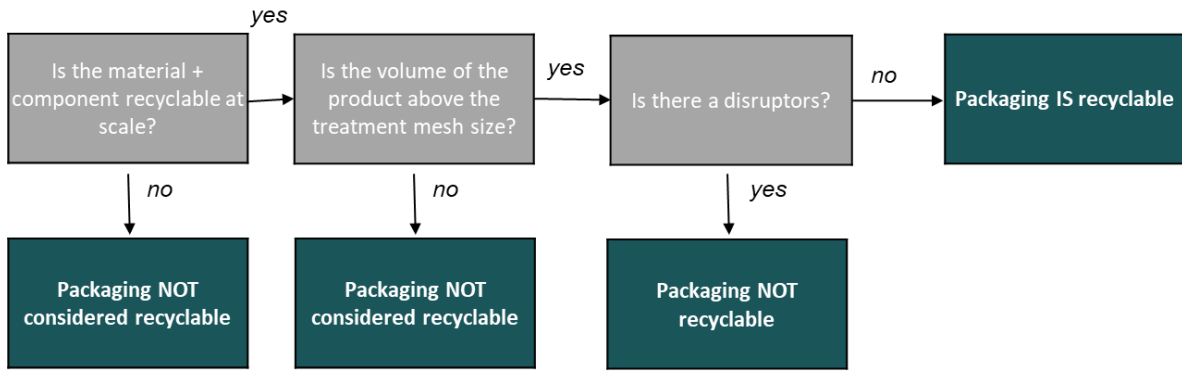 yes
Is the material +
component recyclable at
scale?
Is the volume of the
product above the
treatment mesh size?
yes
Is there a disruptors?
no
Packaging IS recyclable
no
no
yes
Packaging NOT
considered recyclable
Packaging NOT
considered recyclable
Packaging NOT
recyclable